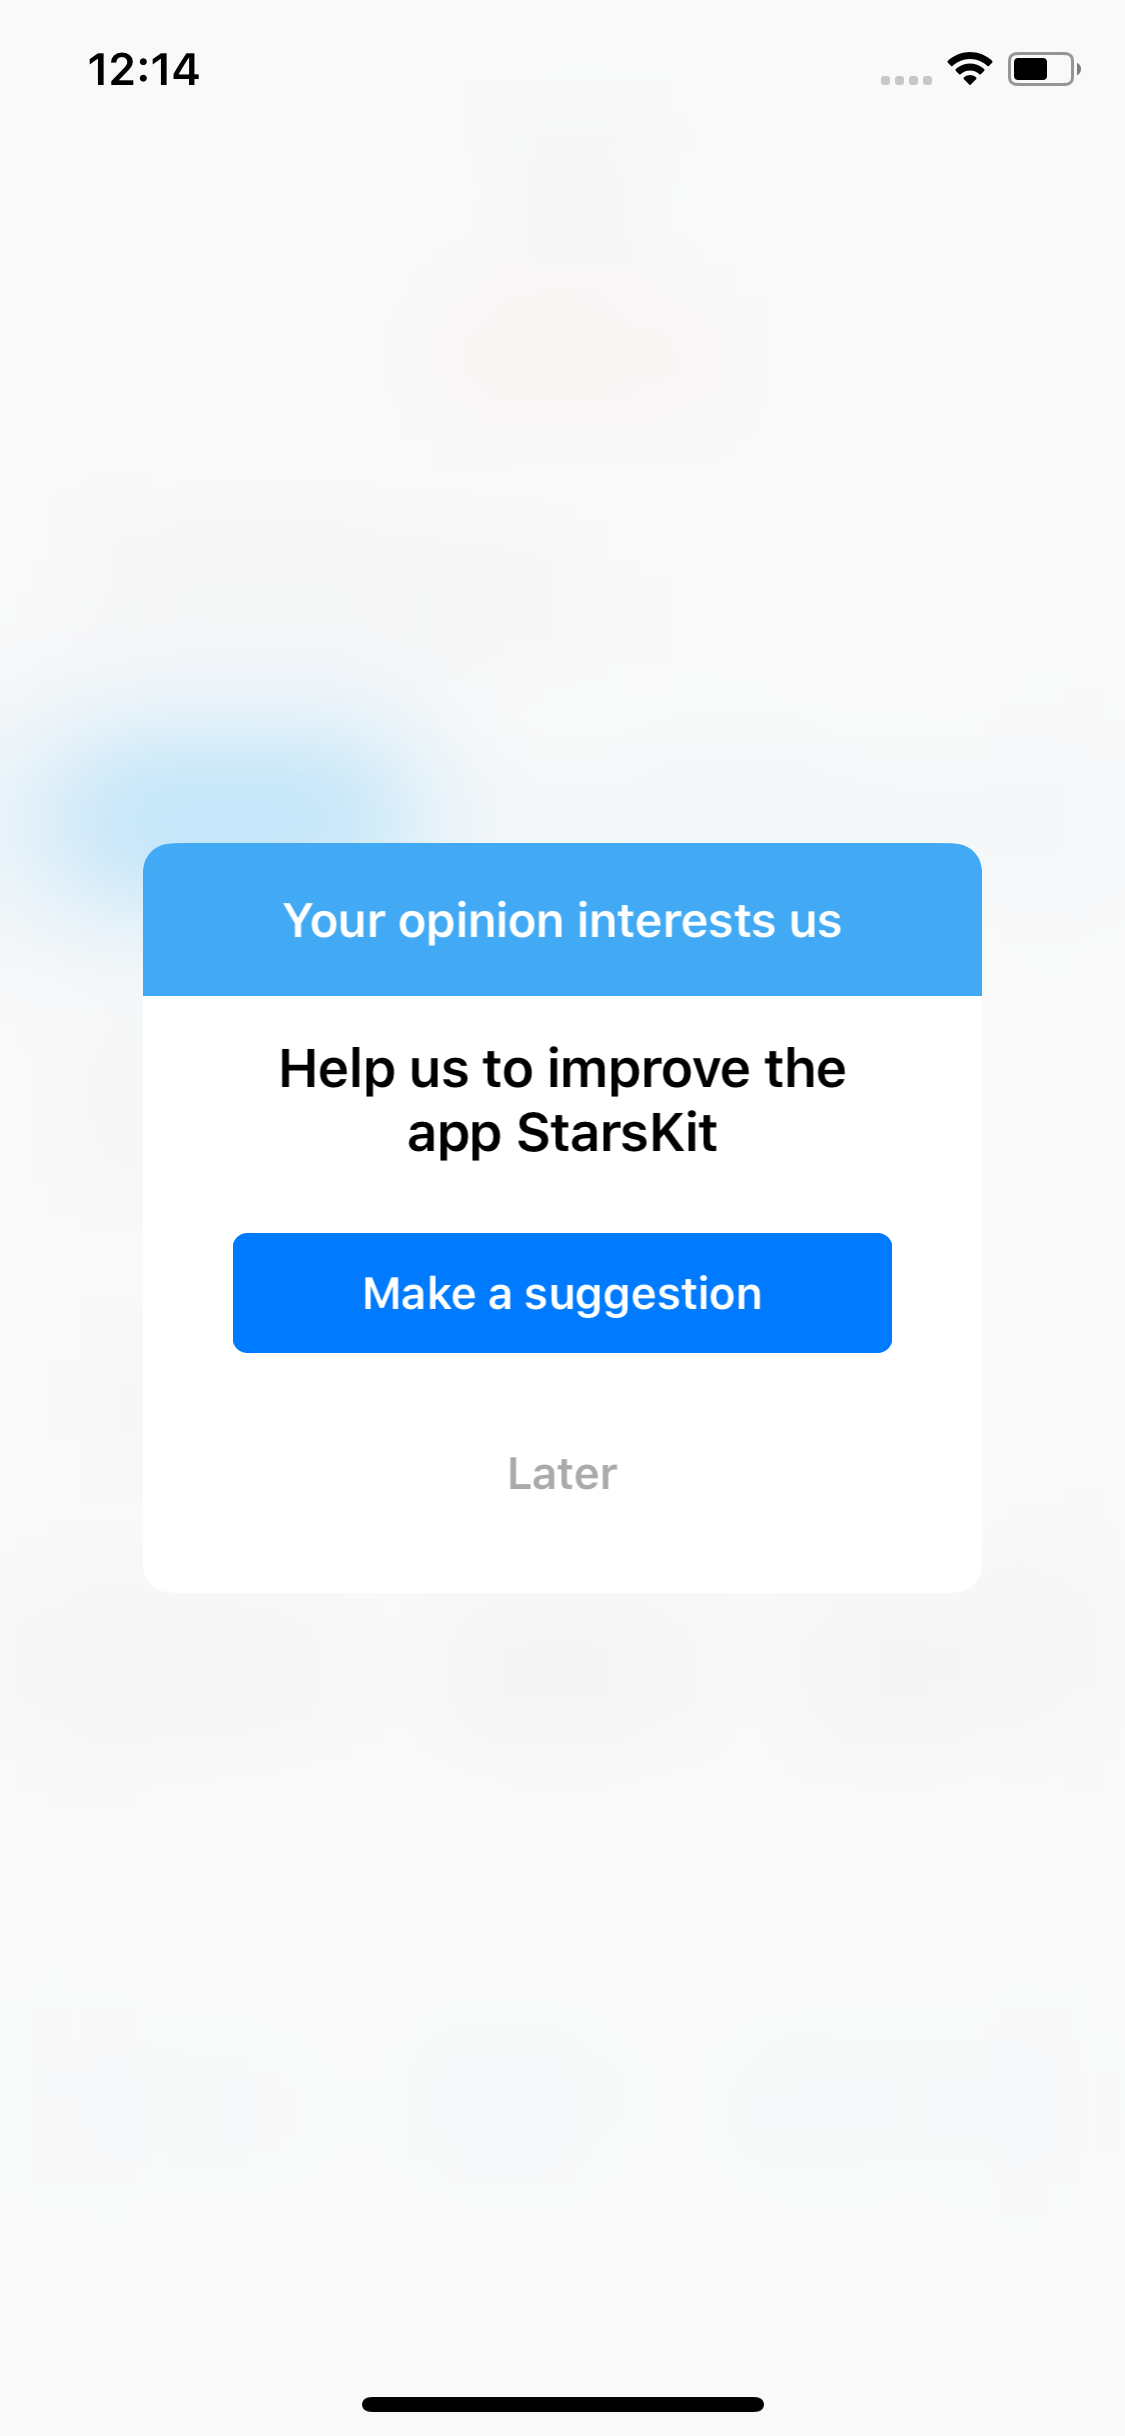 12:14
Your opinion interests us
Help us to improve the
app StarsKit
Make a suggestion
Later